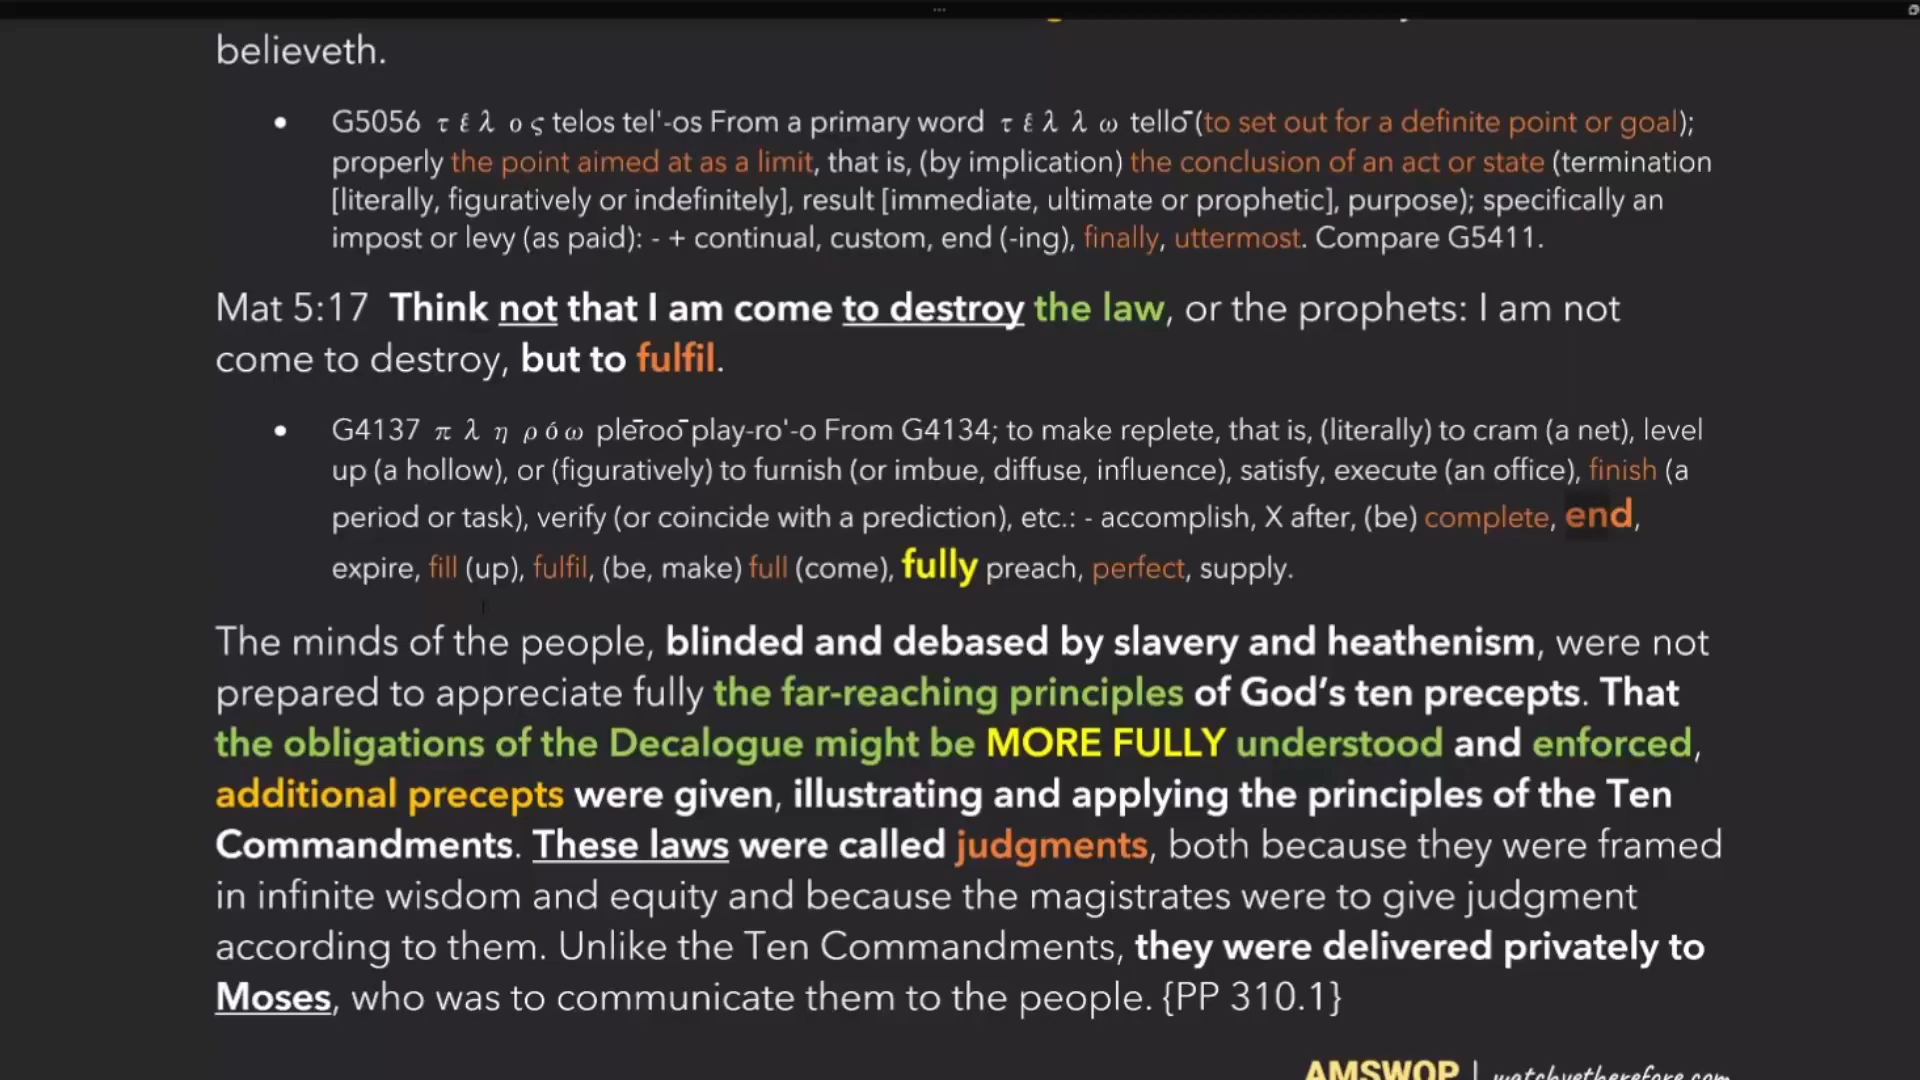 believeth.
• G5056 τέλος telos tel'-os From a primary word τέλλω tellō (to set out for a definite point or goal);
properly the point aimed at as a limit, that is, (by implication) the conclusion of an act or state (termination
[literally, figuratively or indefinitely], result [immediate, ultimate or prophetic], purpose); specifically an
impost or levy (as paid): - + continual, custom, end (-ing), finally, uttermost. Compare G5411.
Mat 5:17 Think not that I am come to destroy the law, or the prophets: I am not
come to destroy, but to fulfil.
• G4137 πληρόω plēroō play-ro'-o From G4134; to make replete, that is, (literally) to cram (a net), level
up (a hollow), or (figuratively) to furnish (or imbue, diffuse, influence), satisfy, execute (an office), finish (a
period or task), verify (or coincide with a prediction), etc.: - accomplish, X after, (be) complete, end,
expire, fill (up), fulfil, (be, make) full (come), fully preach, perfect, supply.
The minds of the people, blinded and debased by slavery and heathenism, were not
prepared to appreciate fully the far-reaching principles of God’s ten precepts. That
the obligations of the Decalogue might be MORE FULLY understood and enforced,
additional precepts were given, illustrating and applying the principles of the Ten
Commandments. These laws were called judgments, both because they were framed
in infinite wisdom and equity and because the magistrates were to give judgment
according to them. Unlike the Ten Commandments, they were delivered privately to
Moses, who was to communicate them to the people. {PP 310.1}
AMSWOP | watchyetherefore.com